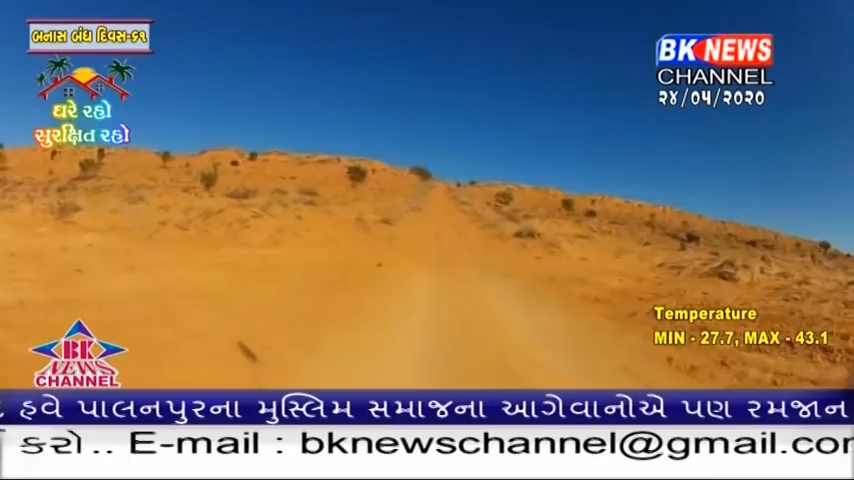 બનાસ બંધ દિવસ-૬૧
ઘરે રહો
સુરક્ષિત રહો
BK NEWS
CHANNEL
૨૪/૦૫/૨૦૨૦
Temperature
MIN - 27.7, MAX - 43.1
BK
NEWS
CHANNEL
હવે પાલનપુરના મુસ્લિમ સમાજના આગેવાનોએ પણ રમજાન
કરો.. E-mail : bknewschannel@gmail.com